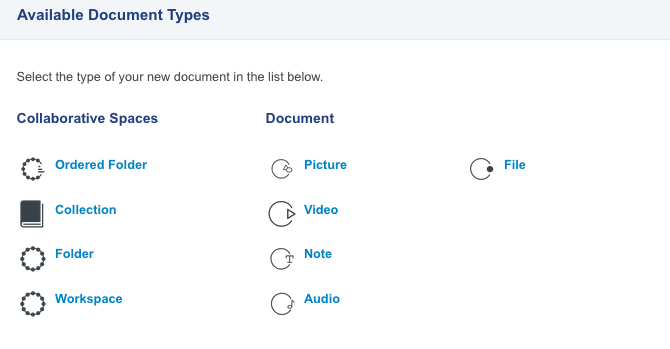 Available Document Types
Select the type of your new document in the list below.
Collaborative Spaces
Ordered Folder
Collection
Folder
Workspace
Document
Picture
Video
Note
Audio
File